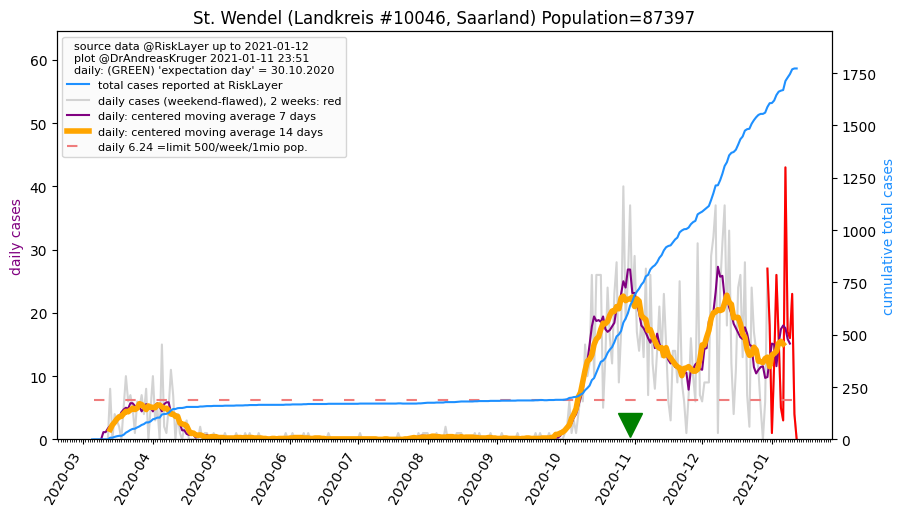 St. Wendel (Landkreis #10046, Saarland) Population=87397
source data @RiskLayer up to 2021-01-12
plot @DrAndreasKruger 2021-01-11 23:51
daily: (GREEN) 'expectation day' = 30.10.2020
total cases reported at RiskLayer
daily cases (weekend-flawed), 2 weeks: red
daily: centered moving average 7 days
daily: centered moving average 14 days
daily 6.24 =limit 500/week/1mio pop.
daily cases
60
50
40
30
20
10
0
cumulative total cases
1750
1500
1250
1000
750
500
250
0
2020-03
2020-04
2020-05
2020-06
2020-07
2020-08
2020-09
2020-10
2020-11
2020-12
2021-01